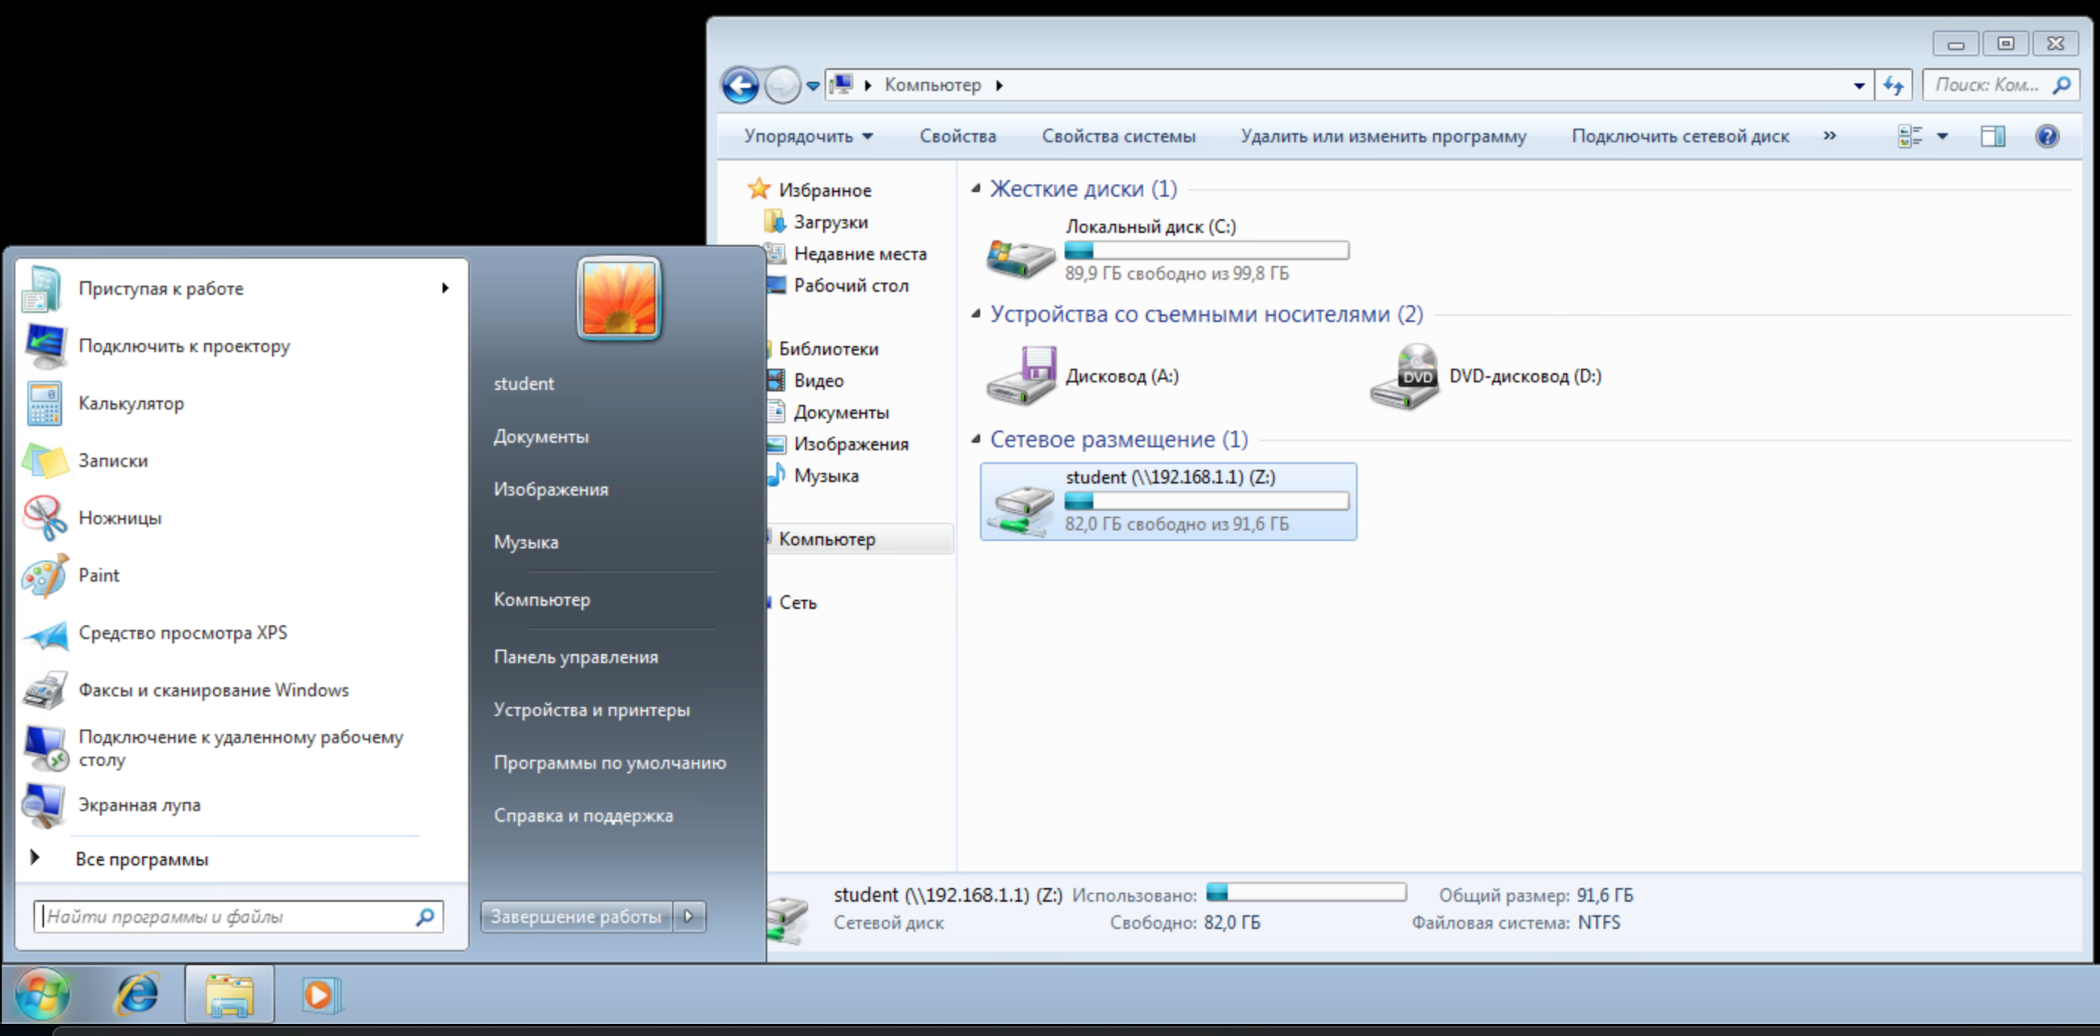 Компьютер
Поиск: Ком...
Упорядочить
Свойства
Свойства системы
Удалить или изменить программу
Подключить сетевой диск
»
Избранное
Загрузки
Недавние места
Рабочий стол
Библиотеки
Видео
Документы
Изображения
Музыка
Компьютер
Сеть
Жесткие диски (1)
Локальный диск (C:)
89,9 ГБ свободно из 99,8 ГБ
Устройства со съемными носителями (2)
Дисковод (A:)
DVD
DVD-дисковод (D:)
Сетевое размещение (1)
student (\\192.168.1.1) (Z:)
82,0 ГБ свободно из 91,6 ГБ
student (\\192.168.1.1) (Z:) Использовано: Общий размер: 91,6 ГБ
Сетевой диск Свободно: 82,0 ГБ Файловая система: NTFS
Приступая к работе
Подключить к проектору
Калькулятор
Записки
Ножницы
Paint
Средство просмотра XPS
Факсы и сканирование Windows
Подключение к удаленному рабочему
столу
Экранная лупа
Все программы
Найти программы и файлы
student
Документы
Изображения
Музыка
Компьютер
Панель управления
Устройства и принтеры
Программы по умолчанию
Справка и поддержка
Завершение работы